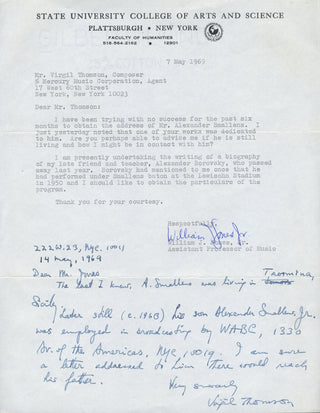 STATE UNIVERSITY COLLEGE OF ARTS AND SCIENCE
PLATTSBURGH • NEW YORK
FACULTY OF HUMANITIES
518-564-2162 • 12901
7 May 1969
Mr. Virgil Thomson, Composer
% Mercury Music Corporation, Agent
17 West 60th Street
New York, New York 10023
Dear Mr. Thomson:
I have been trying with no success for the past six
months to obtain the address of Mr. Alexander Smallens. I
just yesterday noted that one of your works was dedicated
to him. Are you perhaps able to advise me if he is still
living and how I might be in contact with him?
I am presently undertaking the writing of a biography
of my late friend and teacher, Alexander Borovsky, who passed
away last year. Borovsky had mentioned to me once that he
had performed under Smallens baton at the Lewisohn Stadium
in 1950 and I should like to obtain the particulars of the
program.
Thank you for your courtesy.
Respectfully,
William Jones Jr.
William J. Jones, Jr.
Assistant Professor of Music
222 W. 23, NYC, 10011
14 may, 1969
Dear Mr. Jones
The last I knew, A. Smallens was living in Taormina,
Sicily
Later still (c. 1968) his son Alexander Smallens, Jr.
was employed in broadcasting by WABC, 1330
Av. of the Americas, NYC, 10019. I am sure
a letter addressed to him there would reach
his father.
Very sincerely
Virgil Thomson